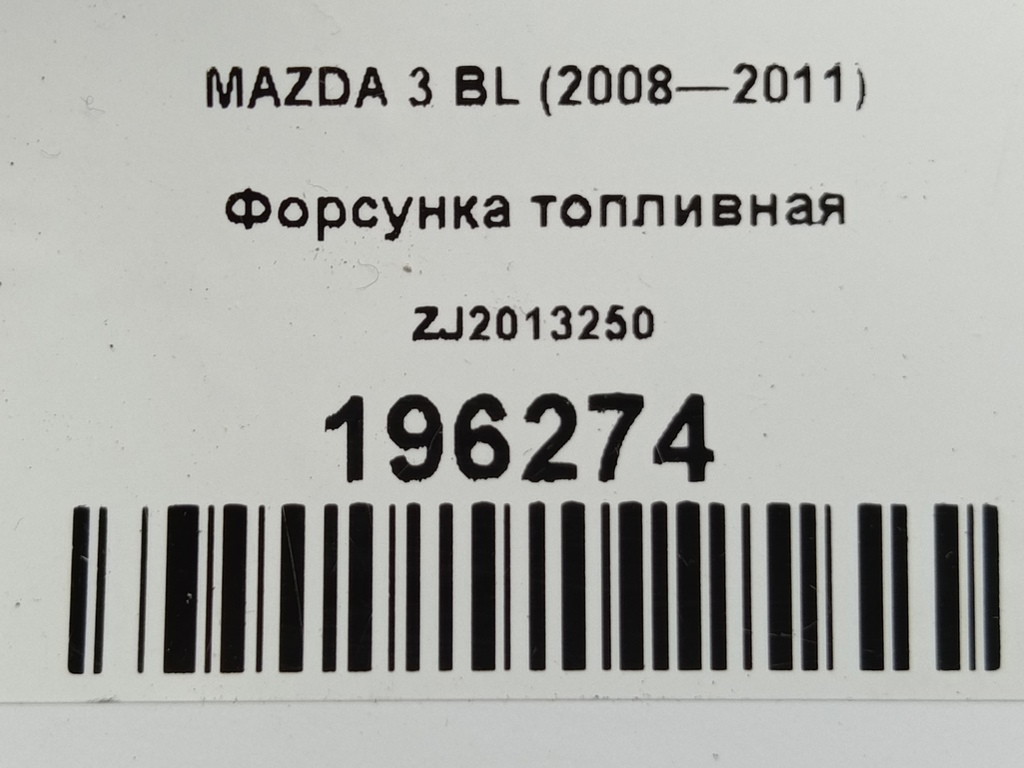 MAZDA 3 BL (2008—2011)
Форсунка топливная
ZJ2013250
196274